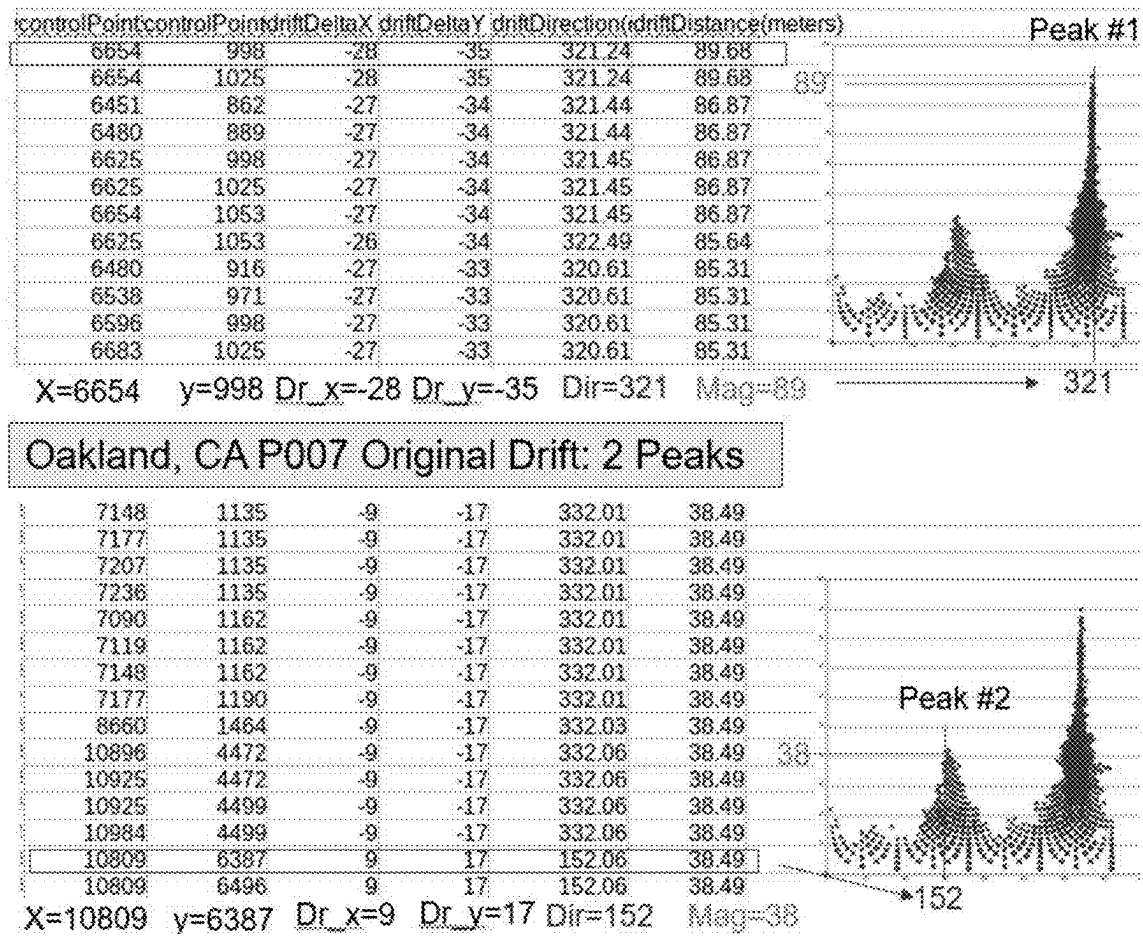 controlPoint controlPoint driftDeltaX driftDeltaY driftDirection( driftDistance(meters)
Peak #1
6654 998 -28 -35 321.24 89.68
6654 1025 -28 -35 321.24 89.68
89
6451 862 -27 -34 321.44 86.87
6480 889 -27 -34 321.44 86.87
6625 998 -27 -34 321.45 86.87
6625 1025 -27 -34 321.45 86.87
6654 1053 -27 -34 321.45 86.87
6625 1053 -26 -34 322.49 85.64
6480 916 -27 -33 320.61 85.31
6538 971 -27 -33 320.61 85.31
6596 998 -27 -33 320.61 85.31
6683 1025 -27 -33 320.61 85.31
X=6654 y=998 Dr_x=-28 Dr_y=-35 Dir=321 Mag=89
321
Oakland, CA P007 Original Drift: 2 Peaks
7148 1135 -9 -17 332.01 38.49
7177 1135 -9 -17 332.01 38.49
7207 1135 -9 -17 332.01 38.49
7236 1135 -9 -17 332.01 38.49
7090 1162 -9 -17 332.01 38.49
7119 1162 -9 -17 332.01 38.49
7148 1162 -9 -17 332.01 38.49
7177 1190 -9 -17 332.01 38.49
Peak #2
8660 1464 -9 -17 332.03 38.49
10896 4472 -9 -17 332.06 38.49
38
10925 4472 -9 -17 332.06 38.49
10925 4499 -9 -17 332.06 38.49
10984 4499 -9 -17 332.06 38.49
10809 6387 9 17 152.06 38.49
10809 6496 9 17 152.06 38.49
152
X=10809 y=6387 Dr_x=9 Dr_y=17 Dir=152 Mag=38